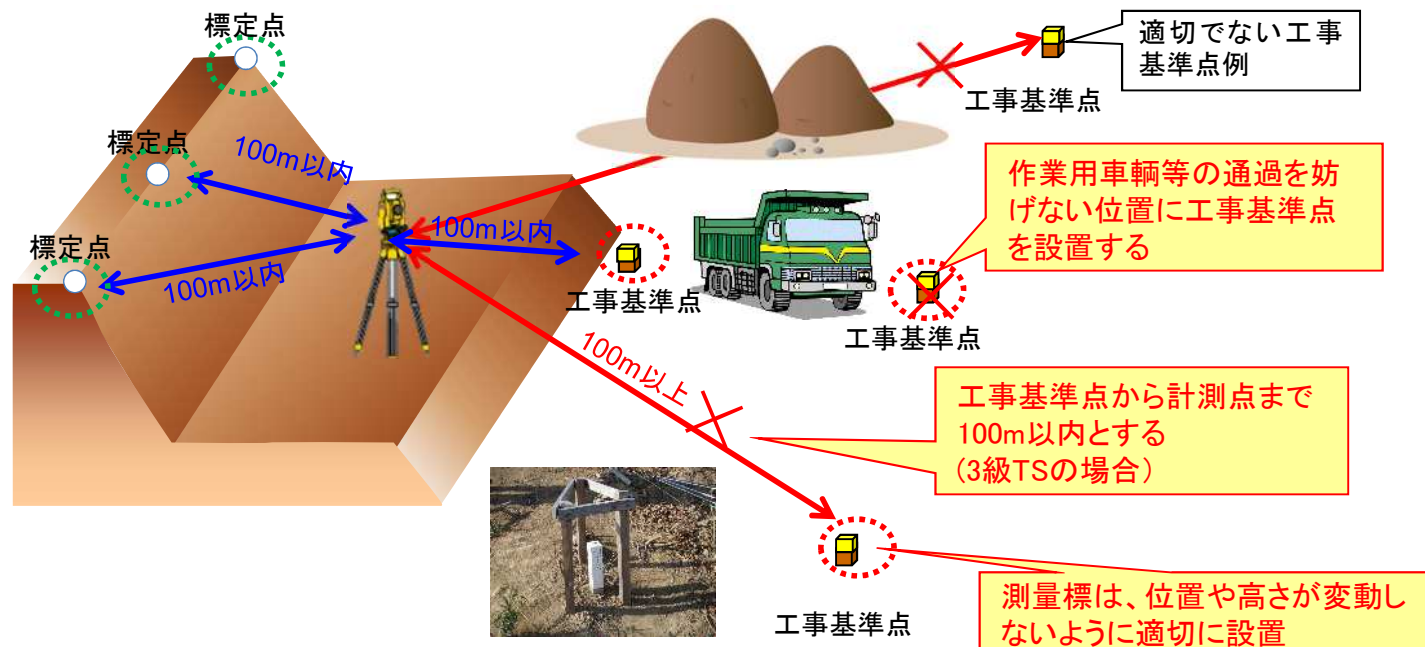 標定点
適切でない工事
基準点例
工事基準点
標定点
100m以内
作業用車輌等の通過を妨
げない位置に工事基準点
を設置する
標定点
100m以内
100m以内
工事基準点
工事基準点
100m以上
工事基準点から計測点まで
100m以内とする
(3級TSの場合)
測量標は、位置や高さが変動し
ないように適切に設置
工事基準点